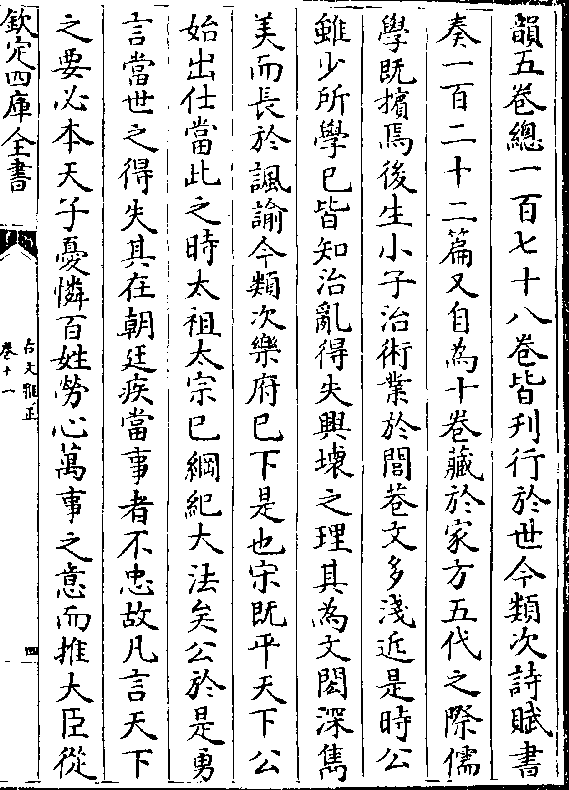 韻五卷總一百七十八卷皆刊行於世今類次詩賦書
奏一百二十二篇又自為十卷藏於家方五代之際儒
學既擯焉後生小子治術業於閭巷文多淺近是時公
雖少所學已皆知治亂得失興壞之理其為文閎深雋
美而長於諷諭今類次樂府已下是也宋既平天下公
始出仕當此之時太祖太宗已綱紀大法矣公於是勇
言當世之得失其在朝廷疾當事者不忠故凡言天下
之要必本天子憂憐百姓勞心萬事之意而推大臣從
欽定四庫全書
古文雅正
卷十一
四